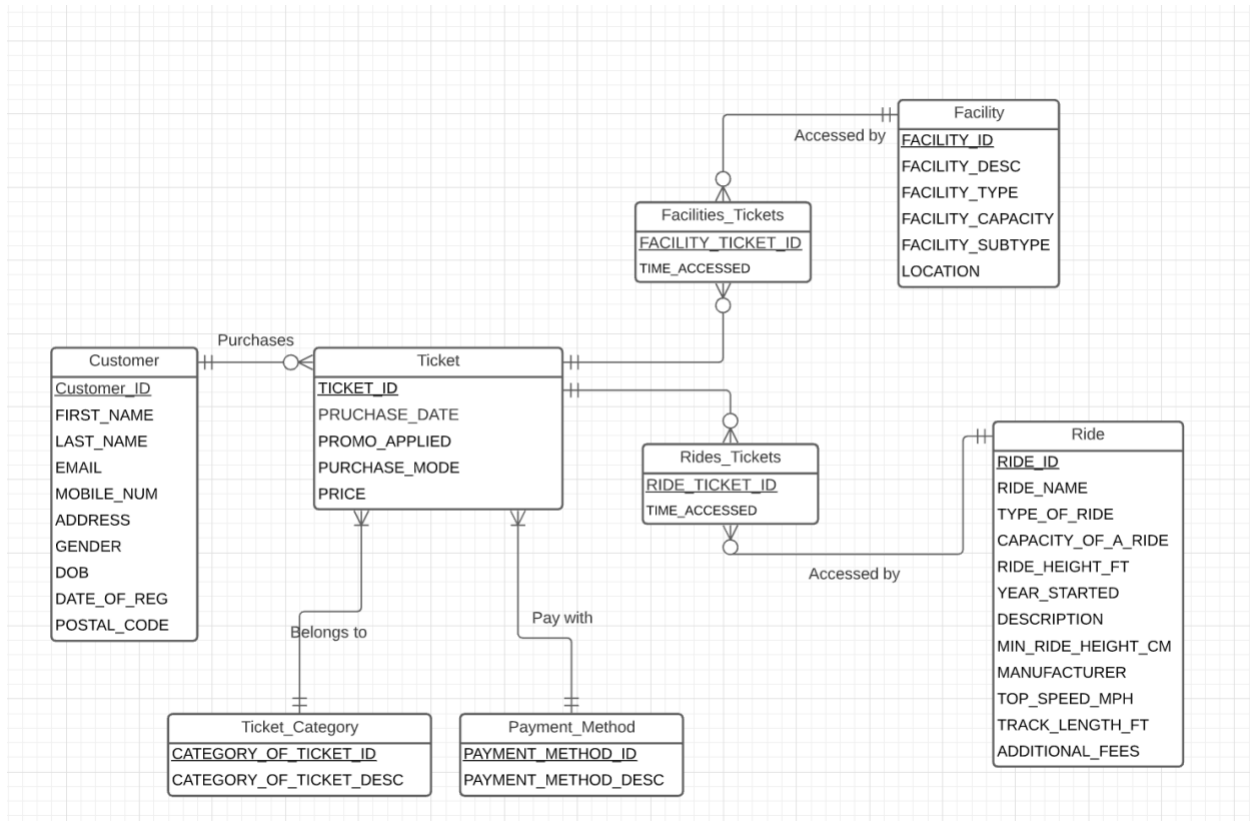 Facility
Accessed by
FACILITY_ID
FACILITY_DESC
FACILITY_TYPE
FACILITY_CAPACITY
FACILITY_SUBTYPE
LOCATION
Facilities_Tickets
FACILITY_TICKET_ID
TIME_ACCESSED
Purchases
Customer
Customer_ID
FIRST_NAME
LAST_NAME
EMAIL
MOBILE_NUM
ADDRESS
GENDER
DOB
DATE_OF_REG
POSTAL_CODE
Ticket
TICKET_ID
PRUCHASE_DATE
PROMO_APPLIED
PURCHASE_MODE
PRICE
Rides_Tickets
RIDE_TICKET_ID
TIME_ACCESSED
Accessed by
Ride
RIDE_ID
RIDE_NAME
TYPE_OF_RIDE
CAPACITY_OF_A_RIDE
RIDE_HEIGHT_FT
YEAR_STARTED
DESCRIPTION
MIN_RIDE_HEIGHT_CM
MANUFACTURER
TOP_SPEED_MPH
TRACK_LENGTH_FT
ADDITIONAL_FEES
Belongs to
Pay with
Ticket_Category
CATEGORY_OF_TICKET_ID
CATEGORY_OF_TICKET_DESC
Payment_Method
PAYMENT_METHOD_ID
PAYMENT_METHOD_DESC